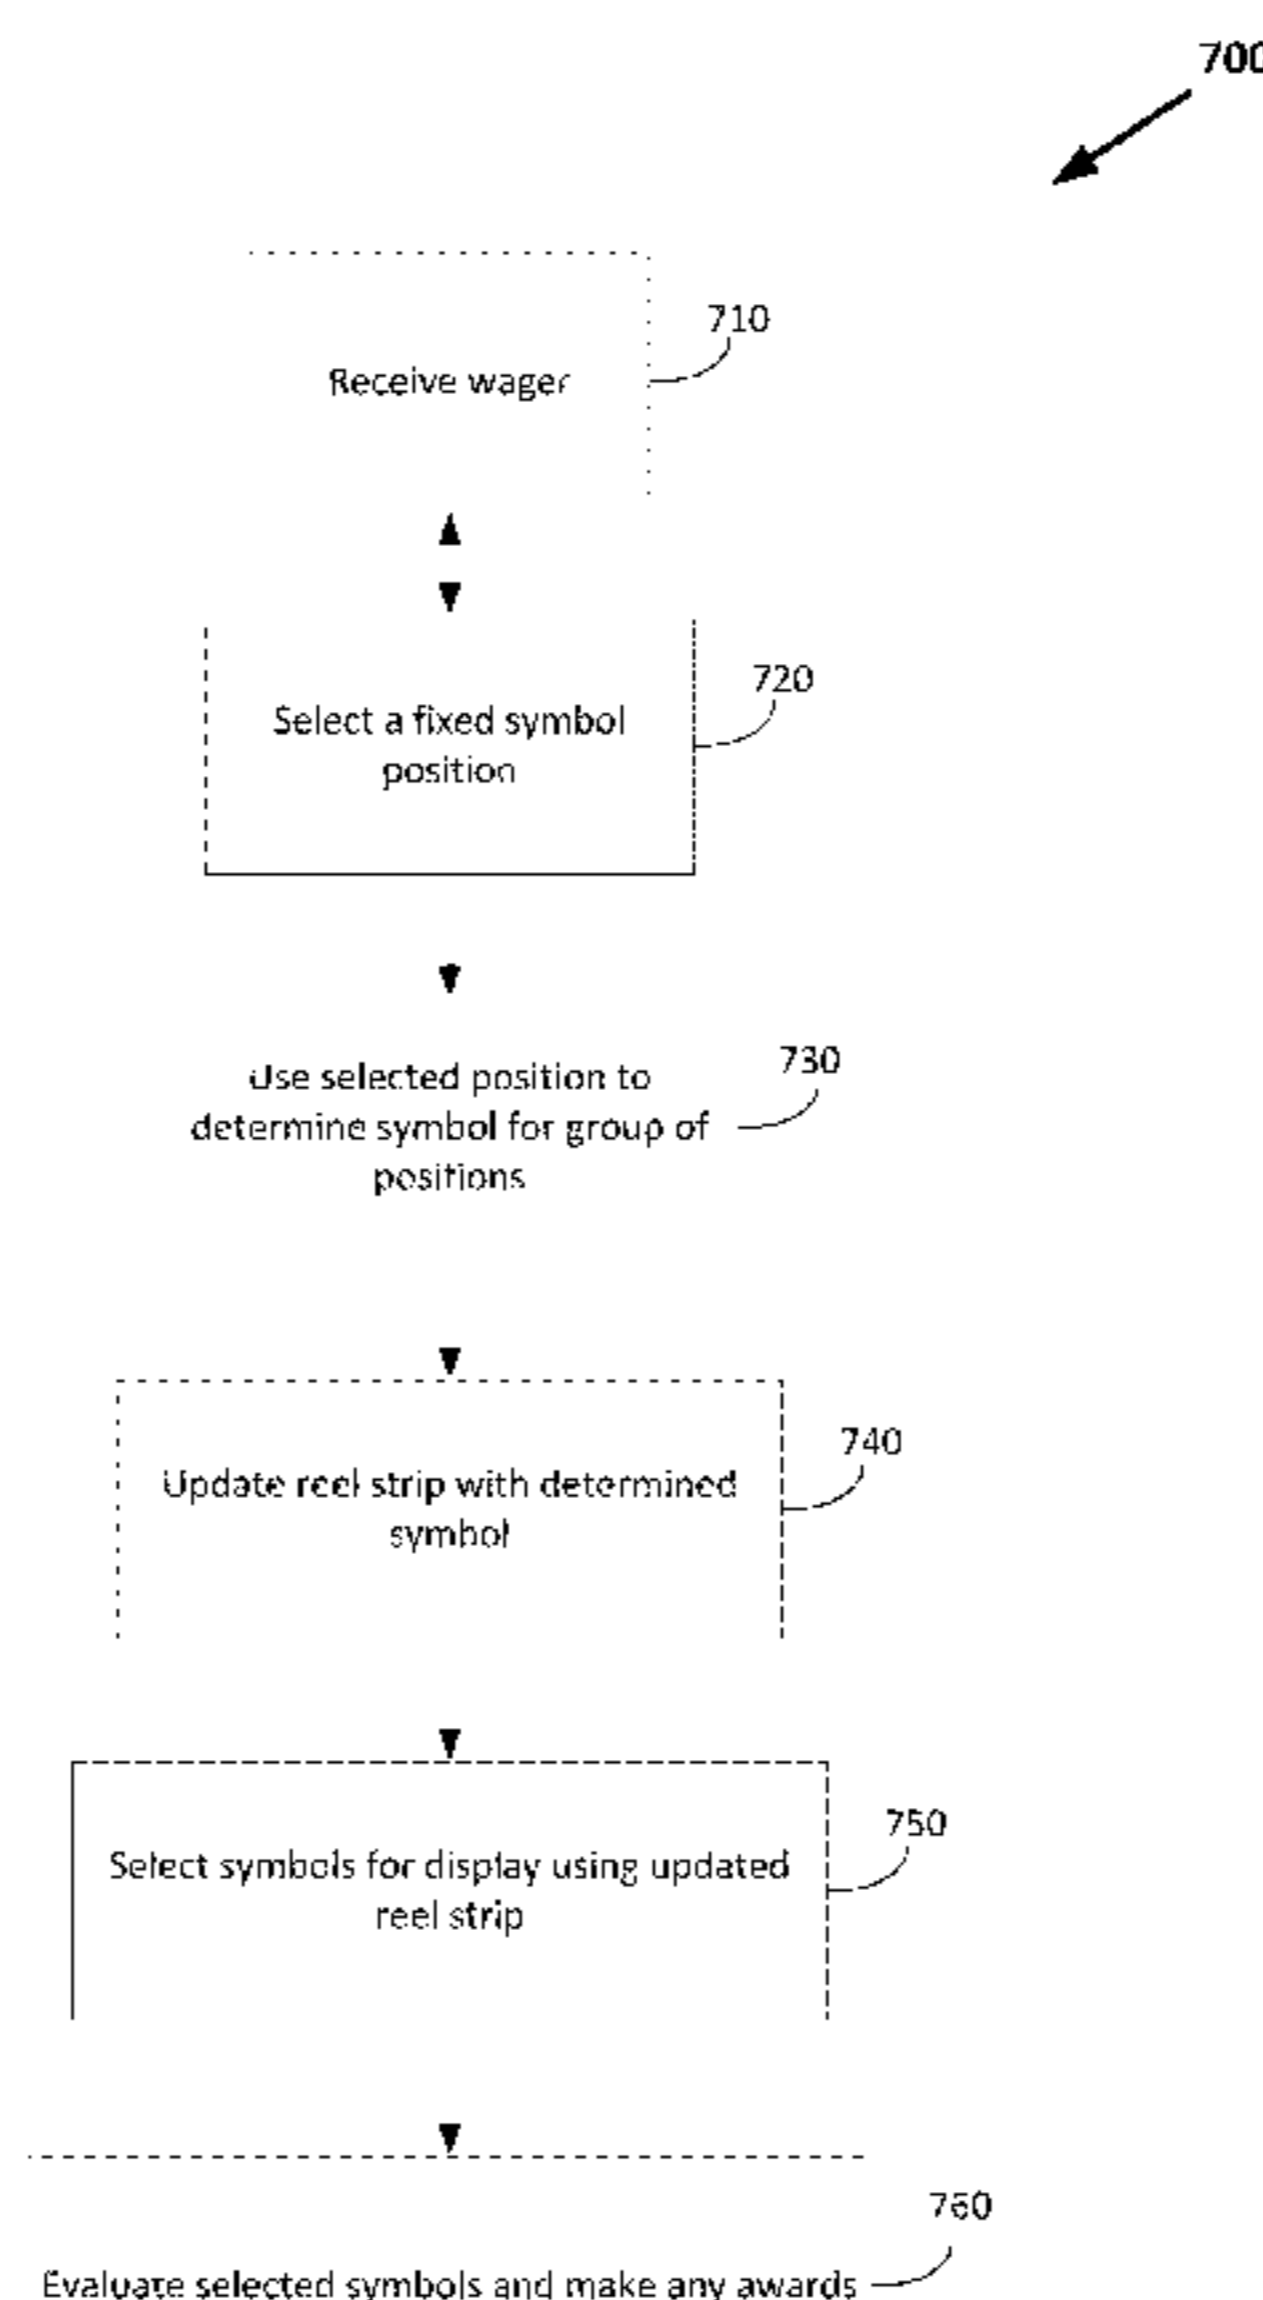 700
710
Receive wager
720
Select a fixed symbol
position
730
Use selected position to
determine symbol for group of
positions
740
Update reel strip with determined
symbol
750
Select symbols for display using updated
reel strip
760
Evaluate selected symbols and make any awards